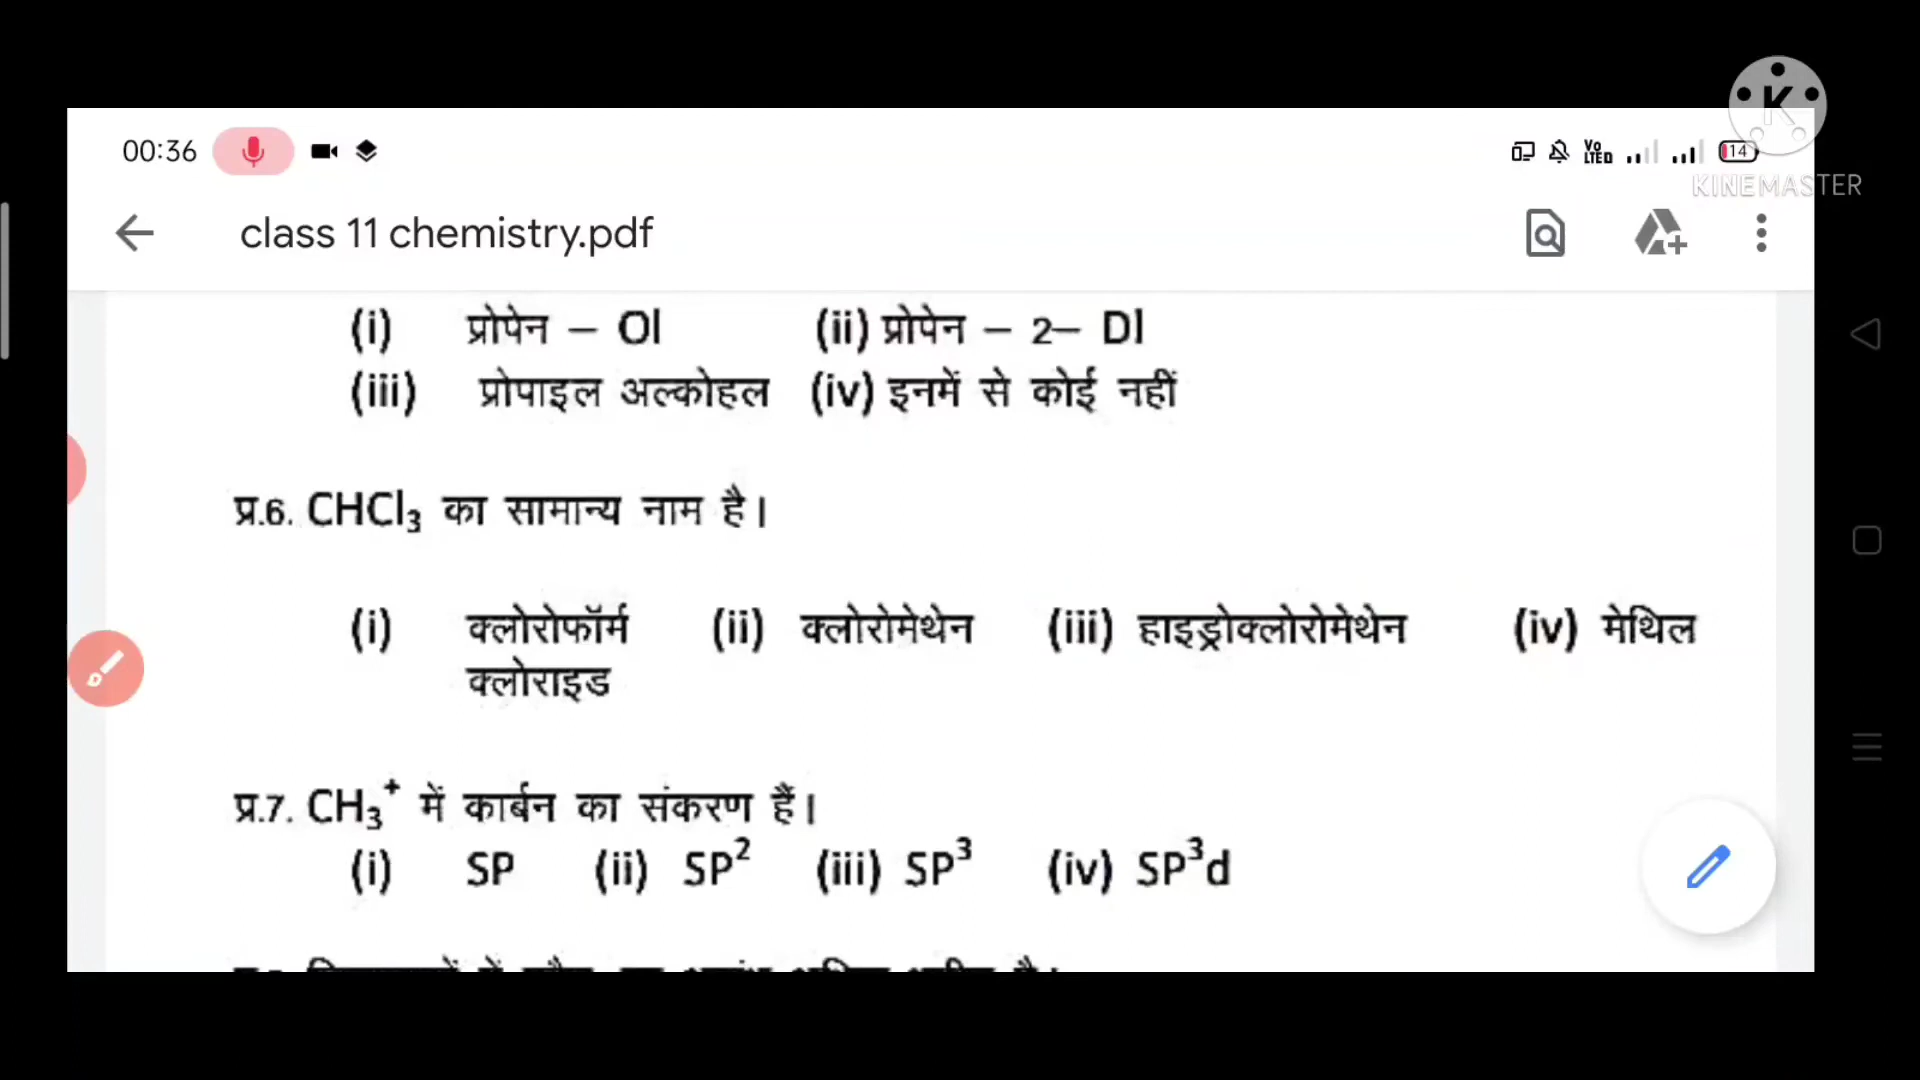 00:36
14
KINEMASTER
class 11 chemistry.pdf
(i) प्रोपेन – Ol (ii) प्रोपेन – 2– Dl
(iii) प्रोपाइल अल्कोहल (iv) इनमें से कोई नहीं
प्र.6. CHCl₃ का सामान्य नाम है।
(i) क्लोरोफॉर्म (ii) क्लोरोमेथेन (iii) हाइड्रोक्लोरोमेथेन (iv) मेथिल
क्लोराइड
प्र.7. CH₃⁺ में कार्बन का संकरण हैं।
(i) SP (ii) SP² (iii) SP³ (iv) SP³d